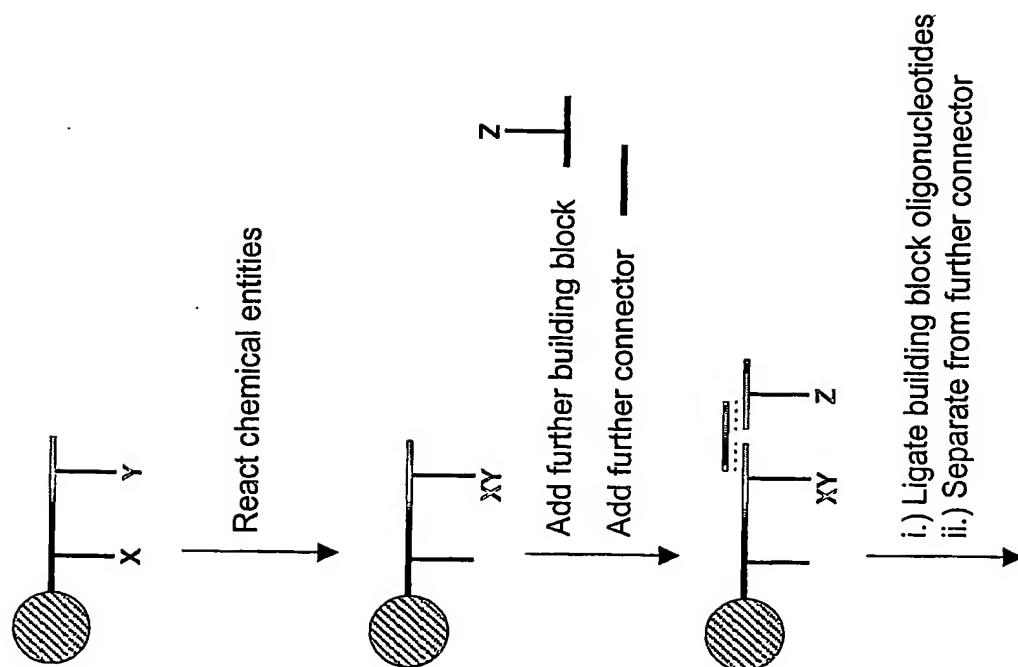 X
Y
React chemical entities
XY
Add further building block
Z
Add further connector
XY
Z
i.) Ligate building block oligonucleotides
ii.) Separate from further connector